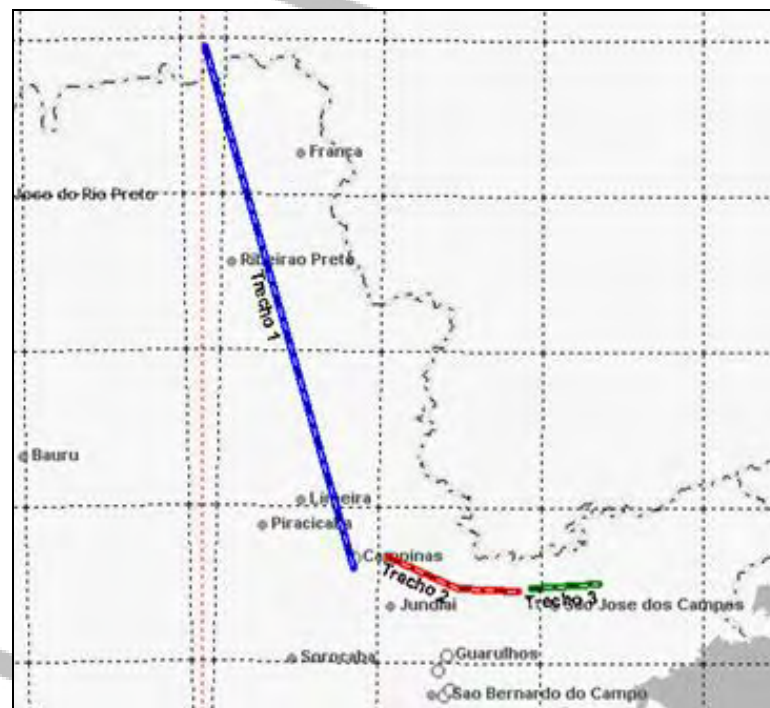 França
Jose do Rio Preto
Ribeirao Preto
Trecho 1
Bauru
Limeira
Piracicaba
Campinas
Trecho 2
Trecho 3
Sao Jose dos Campos
Jundiai
Sorocaba
Guarulhos
Sao Bernardo do Campo